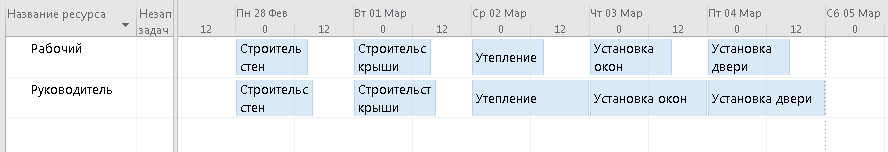 Название ресурса
Незап
задач
Пн 28 Фев
Вт 01 Мар
Ср 02 Мар
Чт 03 Мар
Пт 04 Мар
Сб 05 Мар
12 0 12 0 12 0 12 0 12 0 12 0
Рабочий
Строитель
стен
Строительс
крыши
Утепление
Установка
окон
Установка
двери
Руководитель
Строительс
стен
Строительст
крыши
Утепление
Установка окон
Установка двери